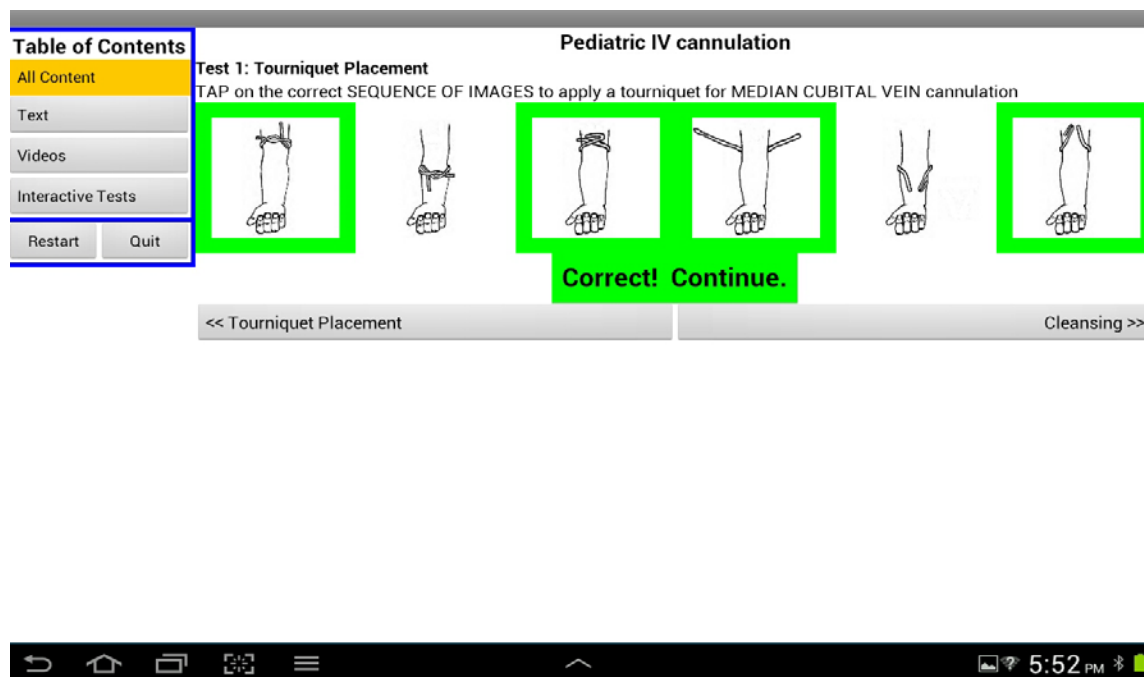 Table of Contents
All Content
Text
Videos
Interactive Tests
Restart Quit
Pediatric IV cannulation
Test 1: Tourniquet Placement
TAP on the correct SEQUENCE OF IMAGES to apply a tourniquet for MEDIAN CUBITAL VEIN cannulation
Correct! Continue.
<< Tourniquet Placement
Cleansing >>
5:52 PM